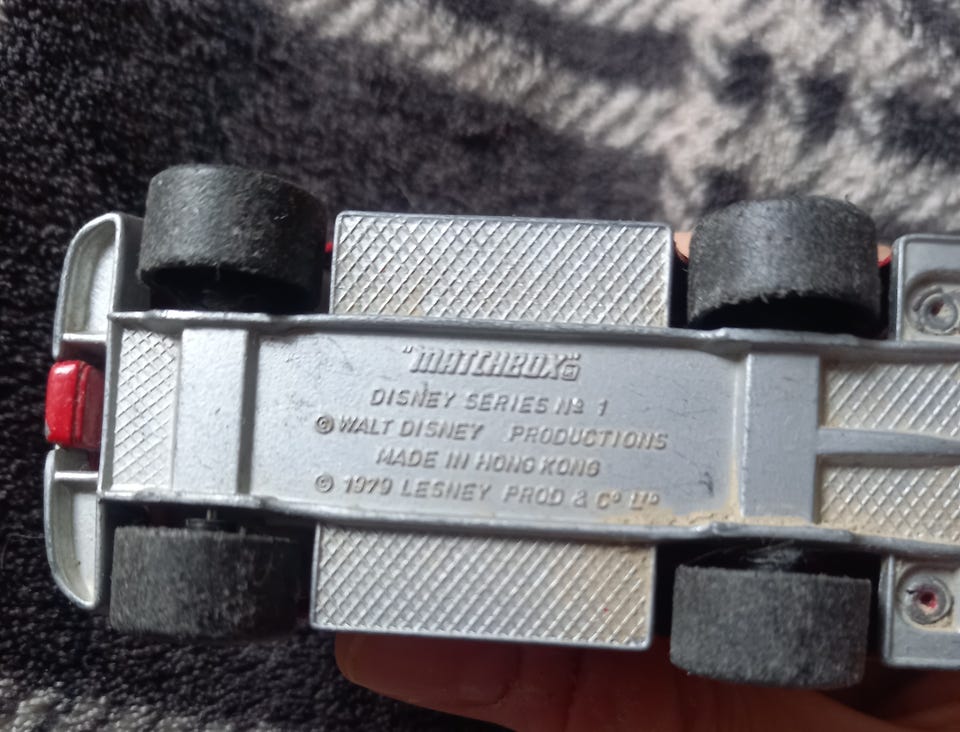 "MATCHBOX"
DISNEY SERIES Nº 1
© WALT DISNEY PRODUCTIONS
MADE IN HONG KONG
© 1979 LESNEY PROD & Cº Lᵀᴰ